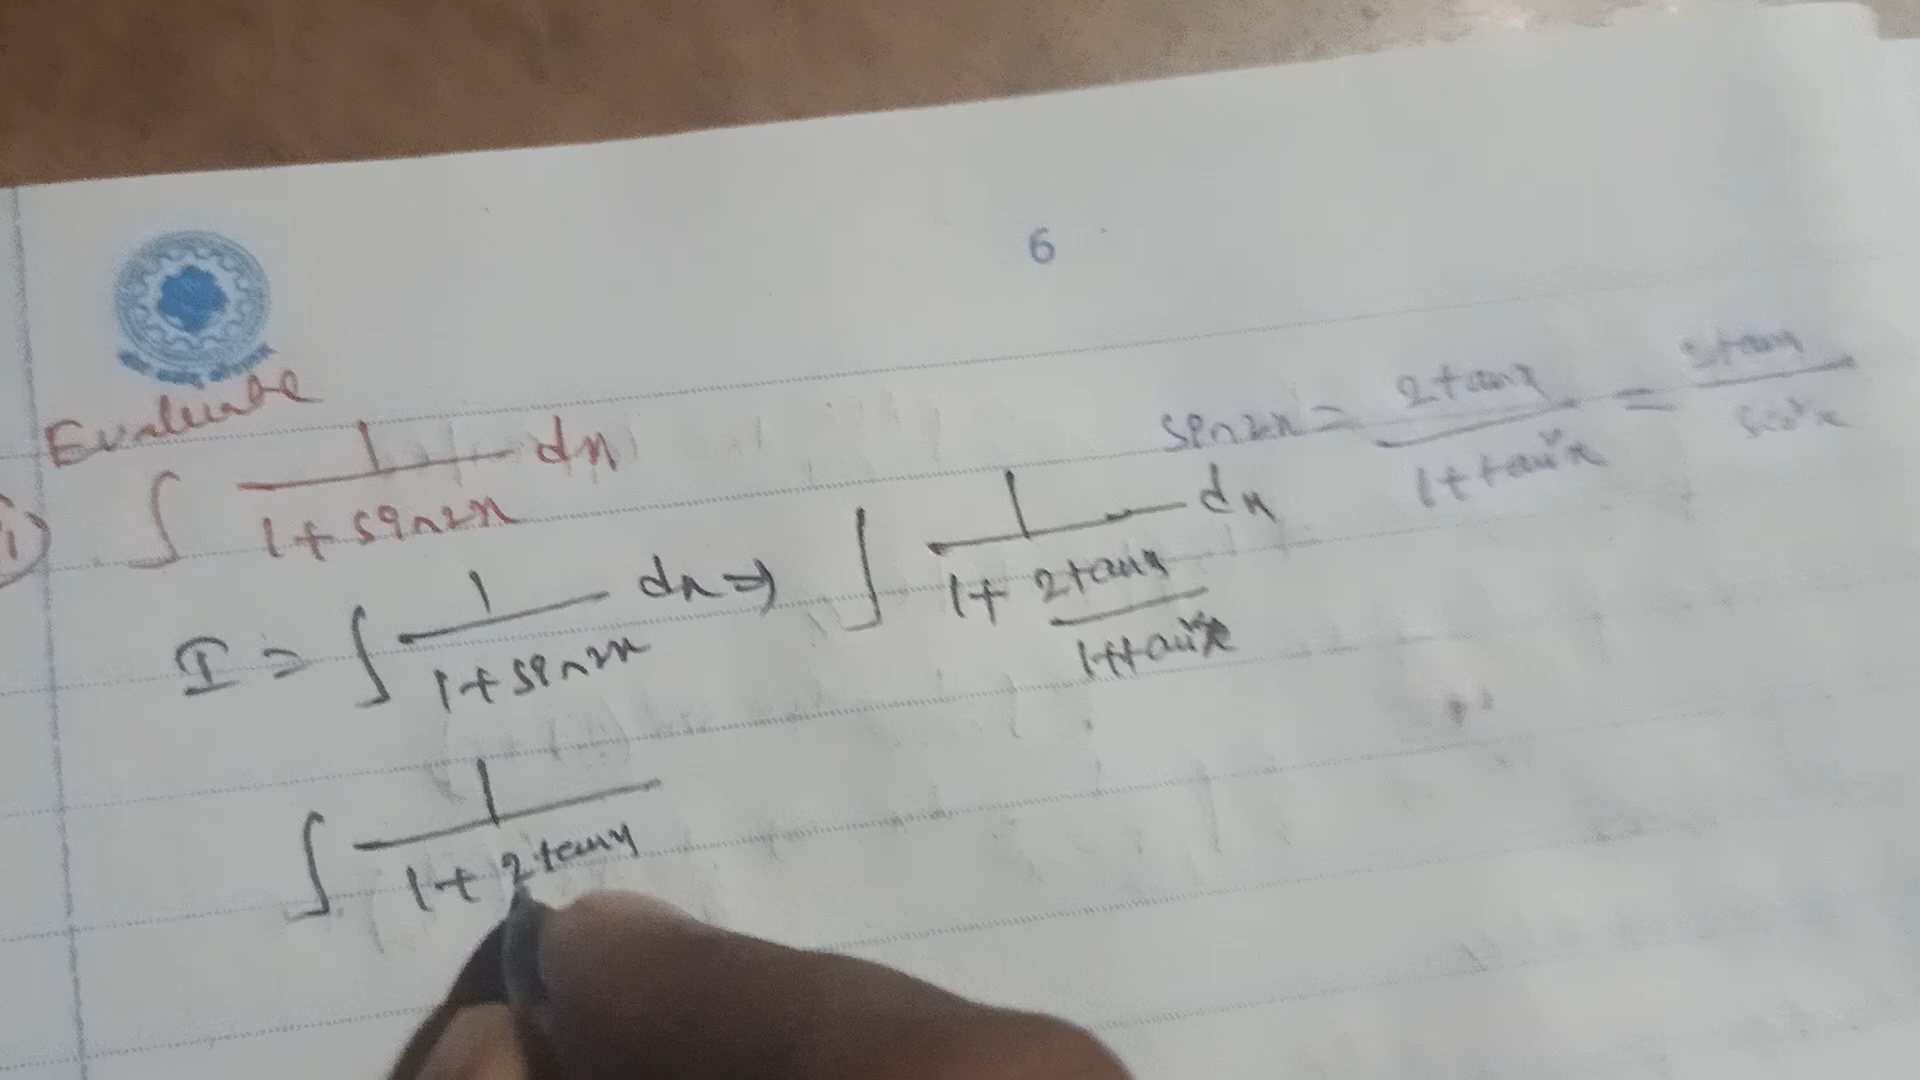 6
Evaluate
i) ∫ 1/(1+sin2x) dx
sin2x = 2tanx/(1+tan²x) = 2tanx/sec²x
I = ∫ 1/(1+sin2x) dx ⇒ ∫ 1/(1+ 2tanx/(1+tan²x)) dx
∫ 1/(1+2tanx